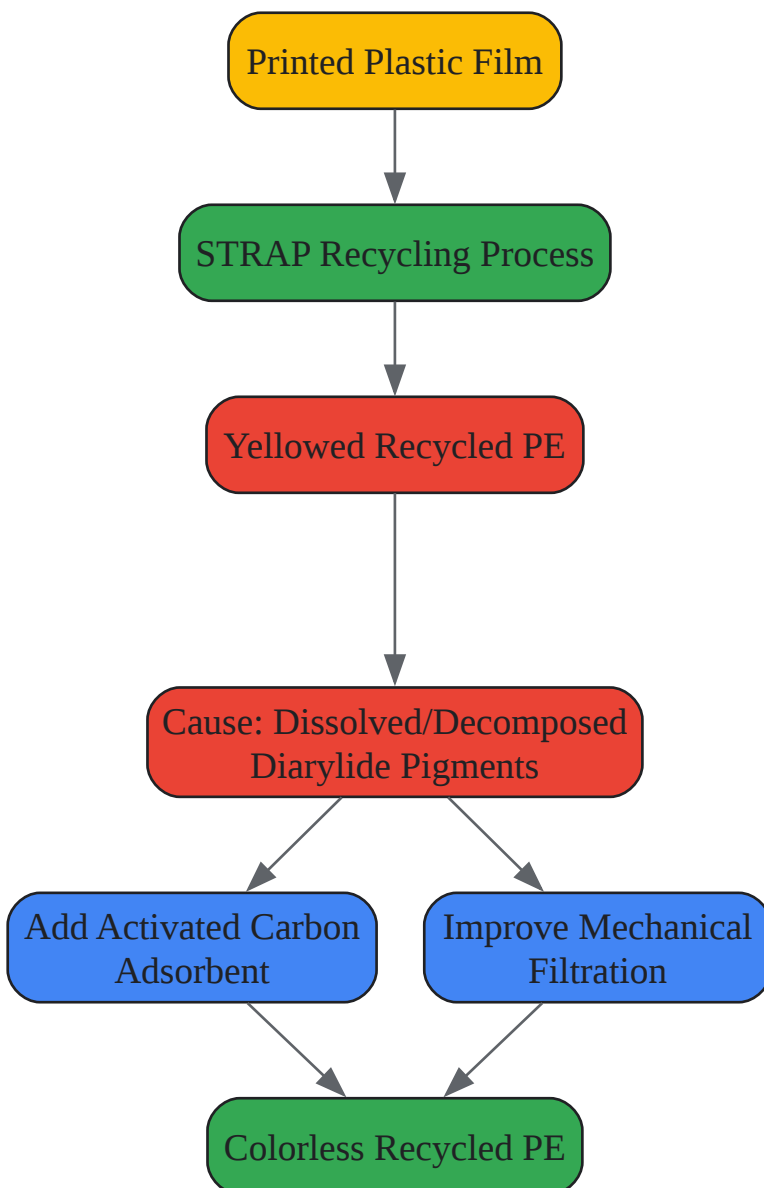 Printed Plastic Film
STRAP Recycling Process
Yellowed Recycled PE
Cause: Dissolved/Decomposed
Diarylide Pigments
Add Activated Carbon
Adsorbent
Improve Mechanical
Filtration
Colorless Recycled PE